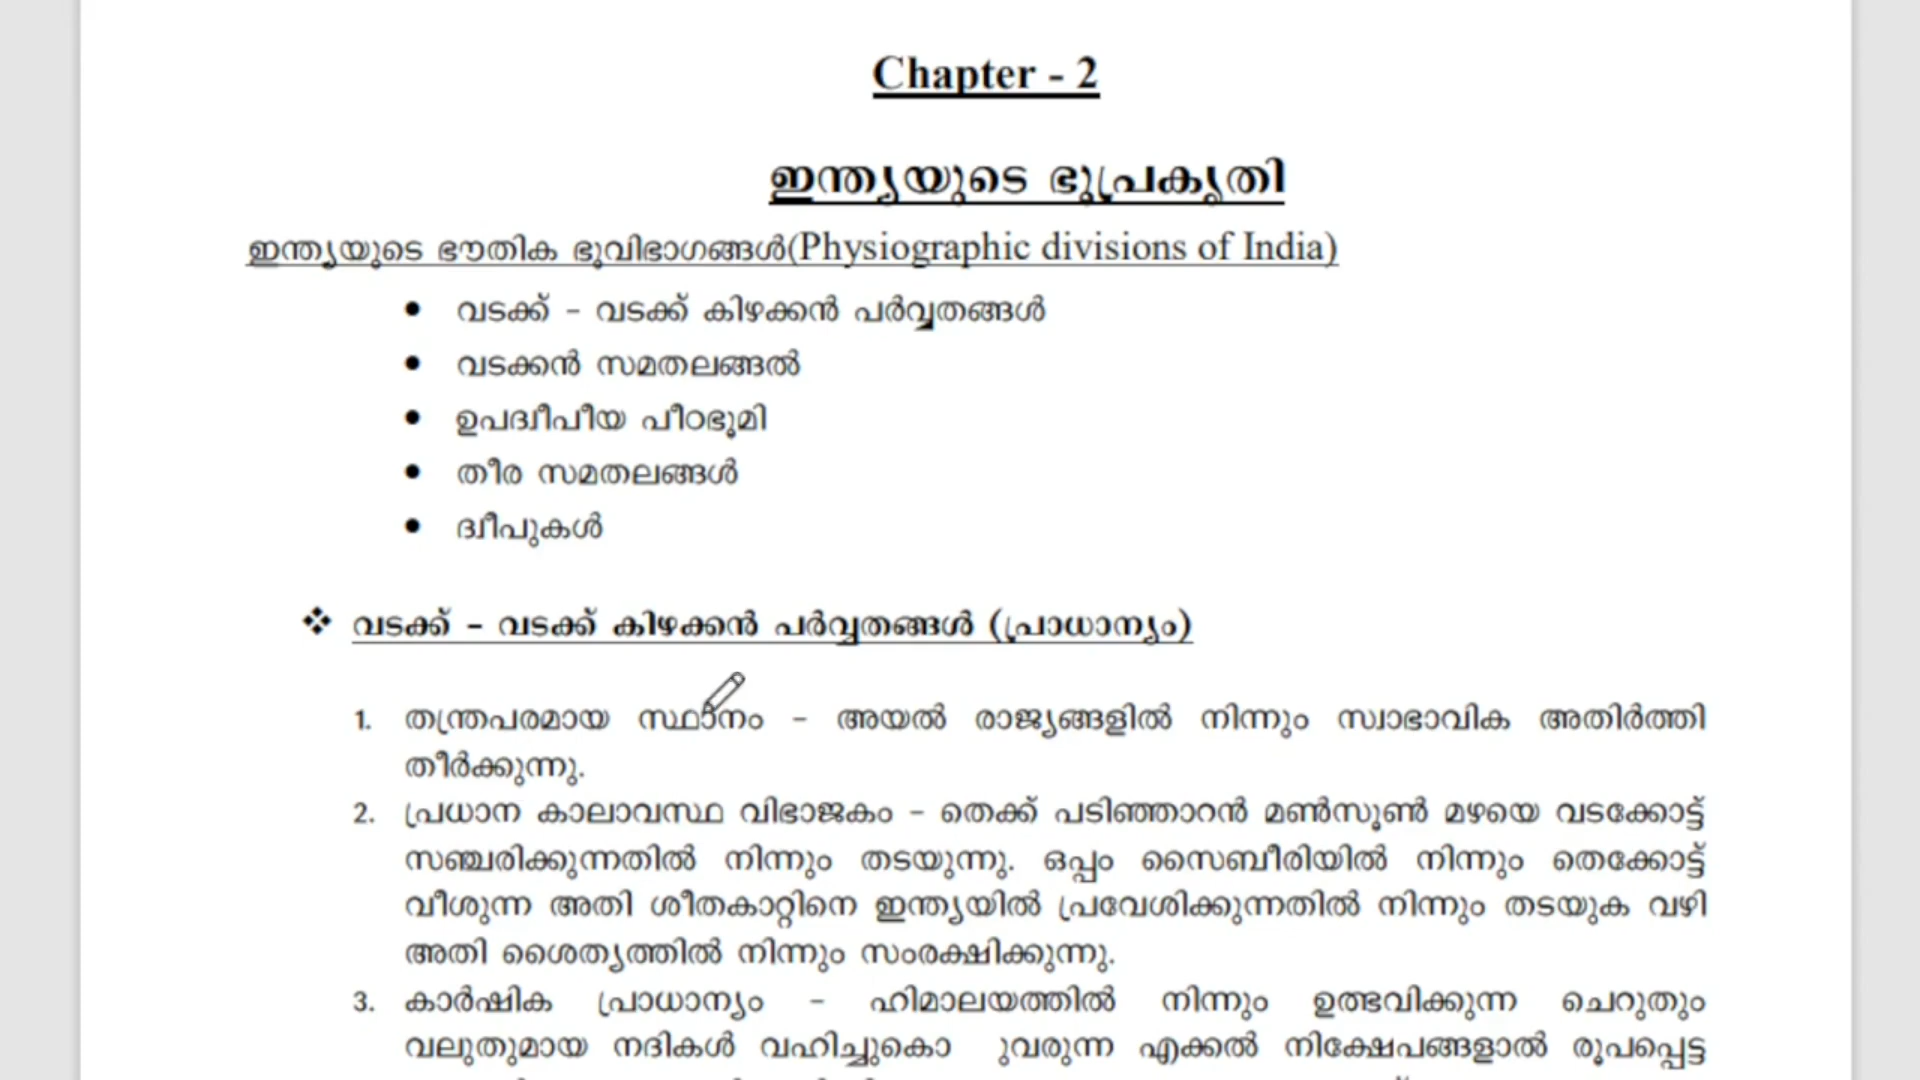 Chapter - 2
ഇന്ത്യയുടെ ഭൂപ്രകൃതി
ഇന്ത്യയുടെ ഭൗതിക ഭൂവിഭാഗങ്ങൾ(Physiographic divisions of India)
• വടക്ക് - വടക്ക് കിഴക്കൻ പർവ്വതങ്ങൾ
• വടക്കൻ സമതലങ്ങൽ
• ഉപദ്വീപീയ പീഠഭൂമി
• തീര സമതലങ്ങൾ
• ദ്വീപുകൾ
❖ വടക്ക് - വടക്ക് കിഴക്കൻ പർവ്വതങ്ങൾ (പ്രാധാന്യം)
1. തന്ത്രപരമായ സ്ഥാനം - അയൽ രാജ്യങ്ങളിൽ നിന്നും സ്വാഭാവിക അതിർത്തി
തീർക്കുന്നു.
2. പ്രധാന കാലാവസ്ഥ വിഭാജകം - തെക്ക് പടിഞ്ഞാറൻ മൺസൂൺ മഴയെ വടക്കോട്ട്
സഞ്ചരിക്കുന്നതിൽ നിന്നും തടയുന്നു. ഒപ്പം സൈബീരിയിൽ നിന്നും തെക്കോട്ട്
വീശുന്ന അതി ശീതകാറ്റിനെ ഇന്ത്യയിൽ പ്രവേശിക്കുന്നതിൽ നിന്നും തടയുക വഴി
അതി ശൈത്യത്തിൽ നിന്നും സംരക്ഷിക്കുന്നു.
3. കാർഷിക പ്രാധാന്യം - ഹിമാലയത്തിൽ നിന്നും ഉത്ഭവിക്കുന്ന ചെറുതും
വലുതുമായ നദികൾ വഹിച്ചുകൊ ുവരുന്ന എക്കൽ നിക്ഷേപങ്ങളാൽ രൂപപ്പെട്ട